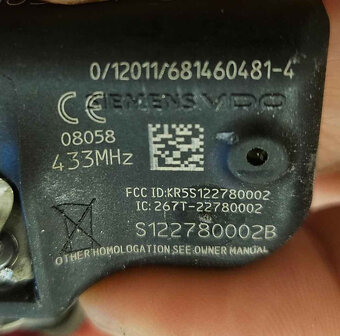 0/12011/681460481-4
CE SIEMENS VDO
08058
433MHz
FCC ID:KR5S122780002
IC:267T-22780002
S122780002B
OTHER HOMOLOGATION SEE OWNER MANUAL